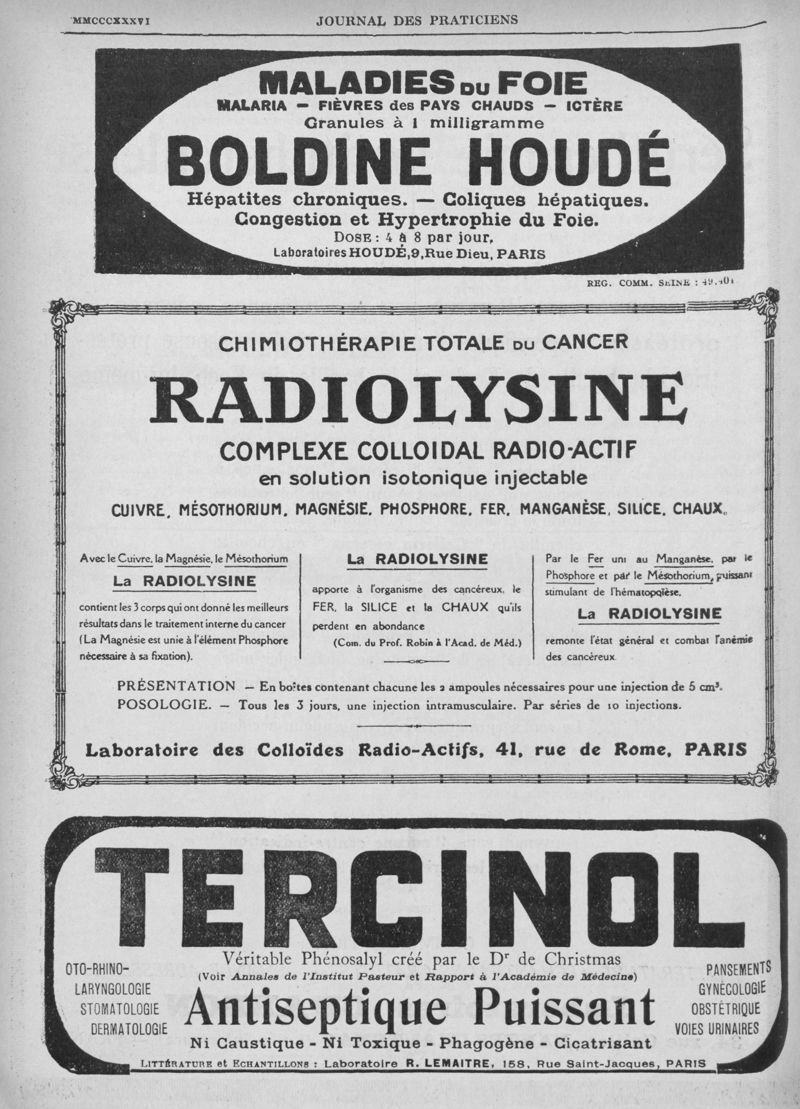 MMCCCXXXVI
JOURNAL DES PRATICIENS
MALADIES DU FOIE
MALARIA – FIÈVRES des PAYS CHAUDS – ICTÈRE
Granules à 1 milligramme
BOLDINE HOUDÉ
Hépatites chroniques. — Coliques hépatiques.
Congestion et Hypertrophie du Foie.
DOSE : 4 à 8 par jour.
Laboratoires HOUDÉ, 9, Rue Dieu, PARIS
REG. COMM. SEINE : 49.401
CHIMIOTHÉRAPIE TOTALE DU CANCER
RADIOLYSINE
COMPLEXE COLLOIDAL RADIO-ACTIF
en solution isotonique injectable
CUIVRE, MÉSOTHORIUM, MAGNÉSIE, PHOSPHORE, FER, MANGANÈSE, SILICE, CHAUX,
Avec le Cuivre, la Magnésie, le Mésothorium
La RADIOLYSINE
contient les 3 corps qui ont donné les meilleurs
résultats dans le traitement interne du cancer
(La Magnésie est unie à l'élément Phosphore
nécessaire à sa fixation).
La RADIOLYSINE
apporte à l'organisme des cancéreux, le
FER, la SILICE et la CHAUX qu'ils
perdent en abondance
(Com. du Prof. Robin à l'Acad. de Méd.)
Par le Fer uni au Manganèse, par le
Phosphore et par le Mésothorium, puissant
stimulant de l'hématopoïèse,
La RADIOLYSINE
remonte l'état général et combat l'anémie
des cancéreux
PRÉSENTATION – En boîtes contenant chacune les 2 ampoules nécessaires pour une injection de 5 cm³.
POSOLOGIE. – Tous les 3 jours, une injection intramusculaire. Par séries de 10 injections.
Laboratoire des Colloïdes Radio-Actifs, 41, rue de Rome, PARIS
TERCINOL
Véritable Phénosalyl créé par le Dr de Christmas
(Voir Annales de l'Institut Pasteur et Rapport à l'Académie de Médecine)
OTO-RHINO-
LARYNGOLOGIE
STOMATOLOGIE
DERMATOLOGIE
Antiseptique Puissant
PANSEMENTS
GYNÉCOLOGIE
OBSTÉTRIQUE
VOIES URINAIRES
Ni Caustique - Ni Toxique - Phagogène - Cicatrisant
LITTÉRATURE et ECHANTILLONS : Laboratoire R. LEMAITRE, 158, Rue Saint-Jacques, PARIS